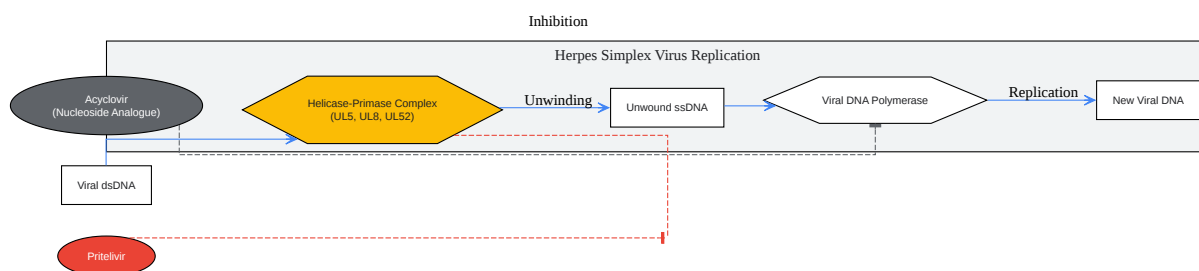 Inhibition
Herpes Simplex Virus Replication
Acyclovir
(Nucleoside Analogue)
Helicase-Primase Complex
(UL5, UL8, UL52)
Unwinding
Unwound ssDNA
Viral DNA Polymerase
Replication
New Viral DNA
Viral dsDNA
Pritelivir